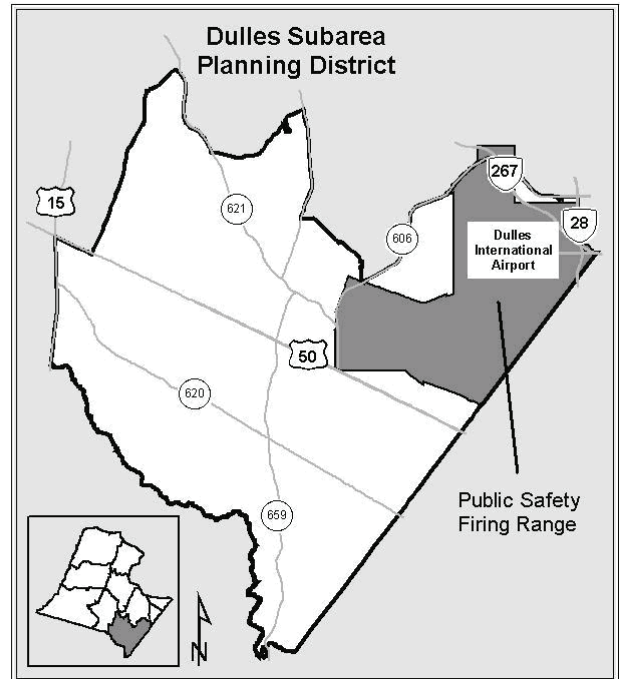 Dulles Subarea
Planning District
267
15
621
28
606
Dulles
International
Airport
50
620
Public Safety
Firing Range
659
N